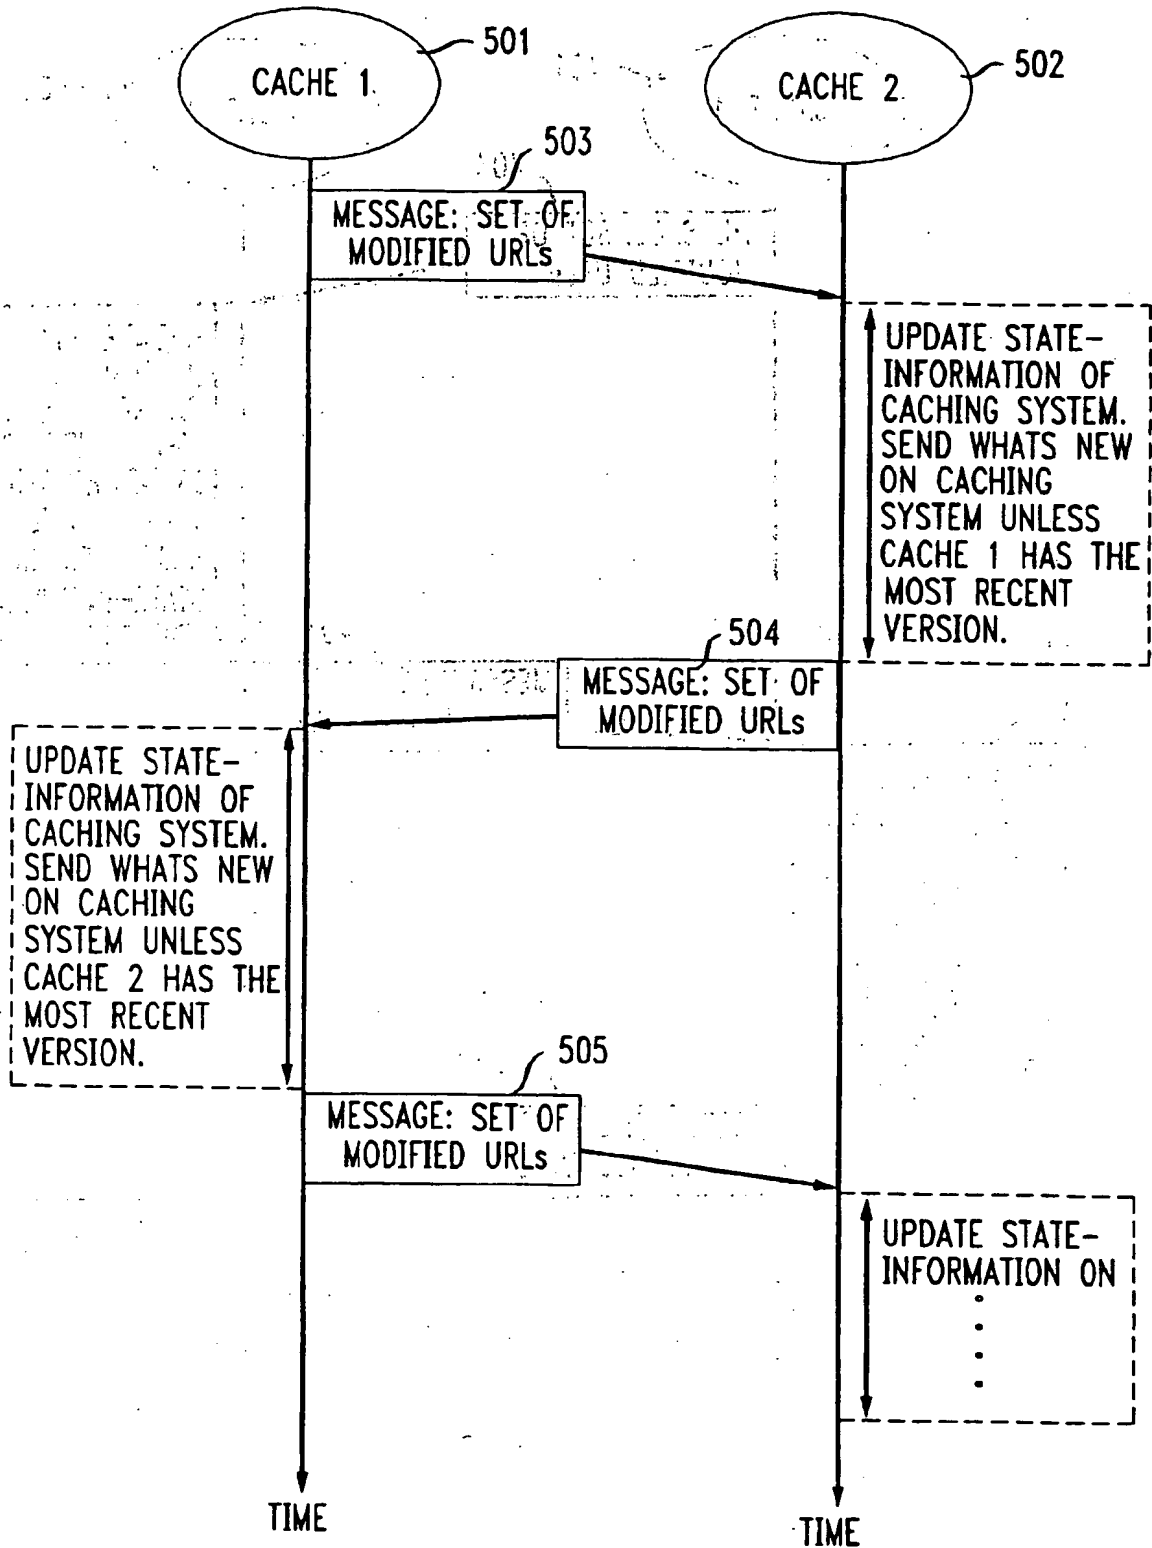 501
CACHE 1
502
CACHE 2
503
MESSAGE: SET OF
MODIFIED URLs
UPDATE STATE-
INFORMATION OF
CACHING SYSTEM.
SEND WHATS NEW
ON CACHING
SYSTEM UNLESS
CACHE 1 HAS THE
MOST RECENT
VERSION.
504
MESSAGE: SET OF
MODIFIED URLs
UPDATE STATE-
INFORMATION OF
CACHING SYSTEM.
SEND WHATS NEW
ON CACHING
SYSTEM UNLESS
CACHE 2 HAS THE
MOST RECENT
VERSION.
505
MESSAGE: SET OF
MODIFIED URLs
UPDATE STATE-
INFORMATION ON
TIME
TIME